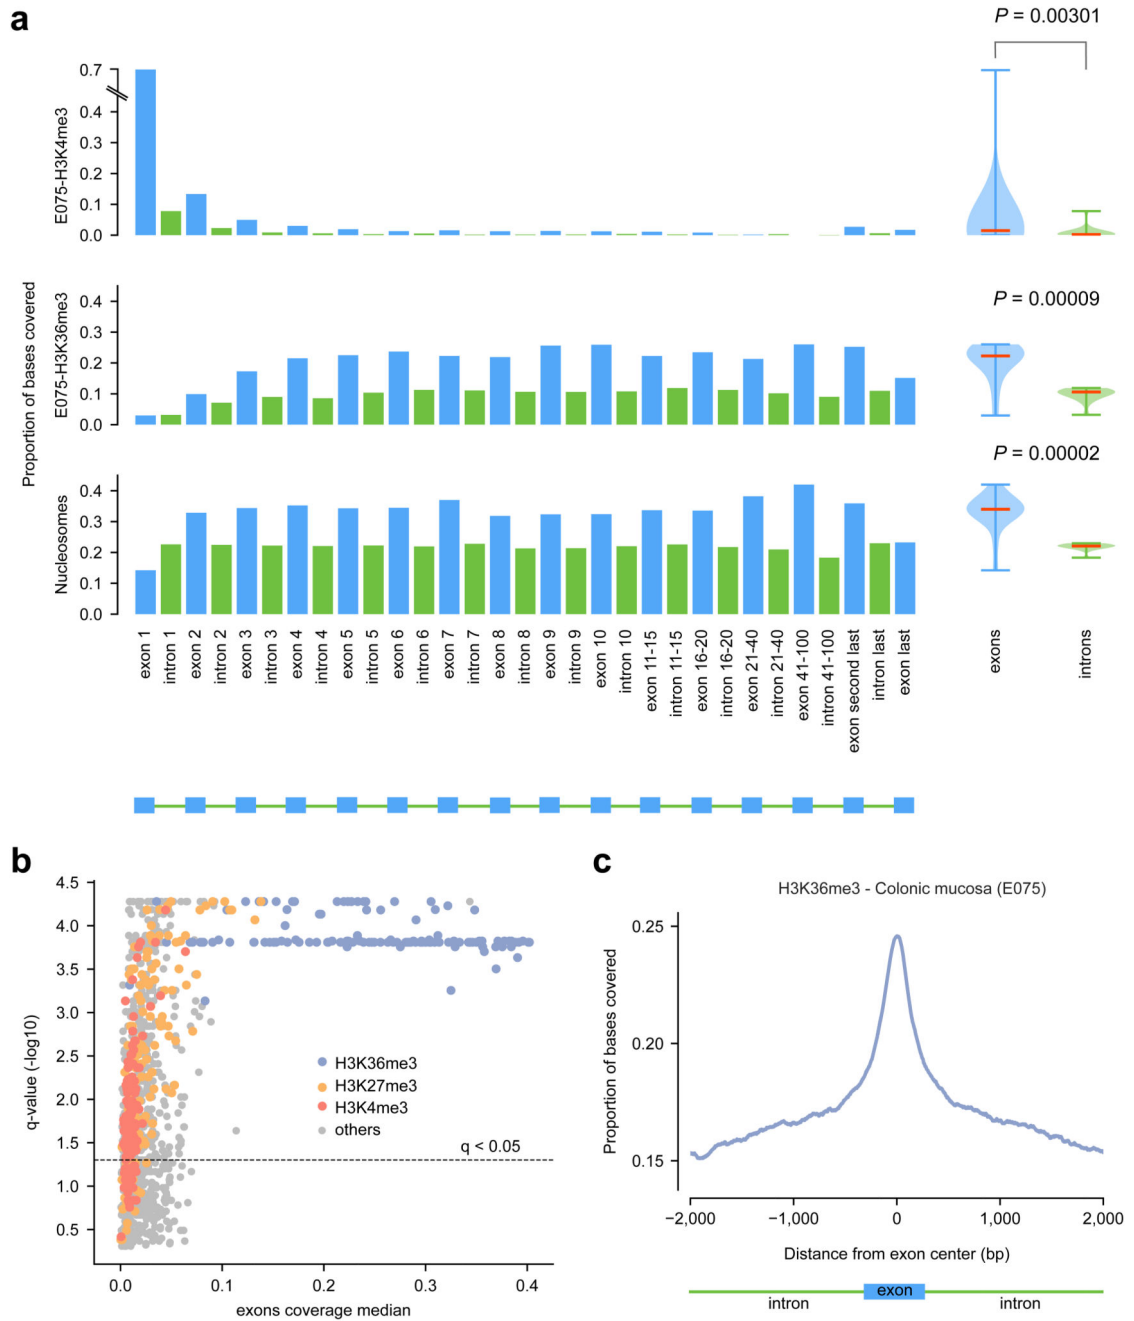 a
P = 0.00301
E075-H3K4me3
0.7
0.4
0.3
0.2
0.1
0.0
P = 0.00009
Proportion of bases covered
E075-H3K36me3
0.4
0.3
0.2
0.1
0.0
P = 0.00002
Nucleosomes
0.4
0.3
0.2
0.1
0.0
exon 1
intron 1
exon 2
intron 2
exon 3
intron 3
exon 4
intron 4
exon 5
intron 5
exon 6
intron 6
exon 7
intron 7
exon 8
intron 8
exon 9
intron 9
exon 10
intron 10
exon 11-15
intron 11-15
exon 16-20
intron 16-20
exon 21-40
intron 21-40
exon 41-100
intron 41-100
exon second last
intron last
exon last
exons
introns
b
q-value (-log10)
4.5
4.0
3.5
3.0
2.5
2.0
1.5
1.0
0.5
H3K36me3
H3K27me3
H3K4me3
others
q < 0.05
0.0 0.1 0.2 0.3 0.4
exons coverage median
c
H3K36me3 - Colonic mucosa (E075)
Proportion of bases covered
0.25
0.20
0.15
−2,000 −1,000 0 1,000 2,000
Distance from exon center (bp)
exon
intron intron